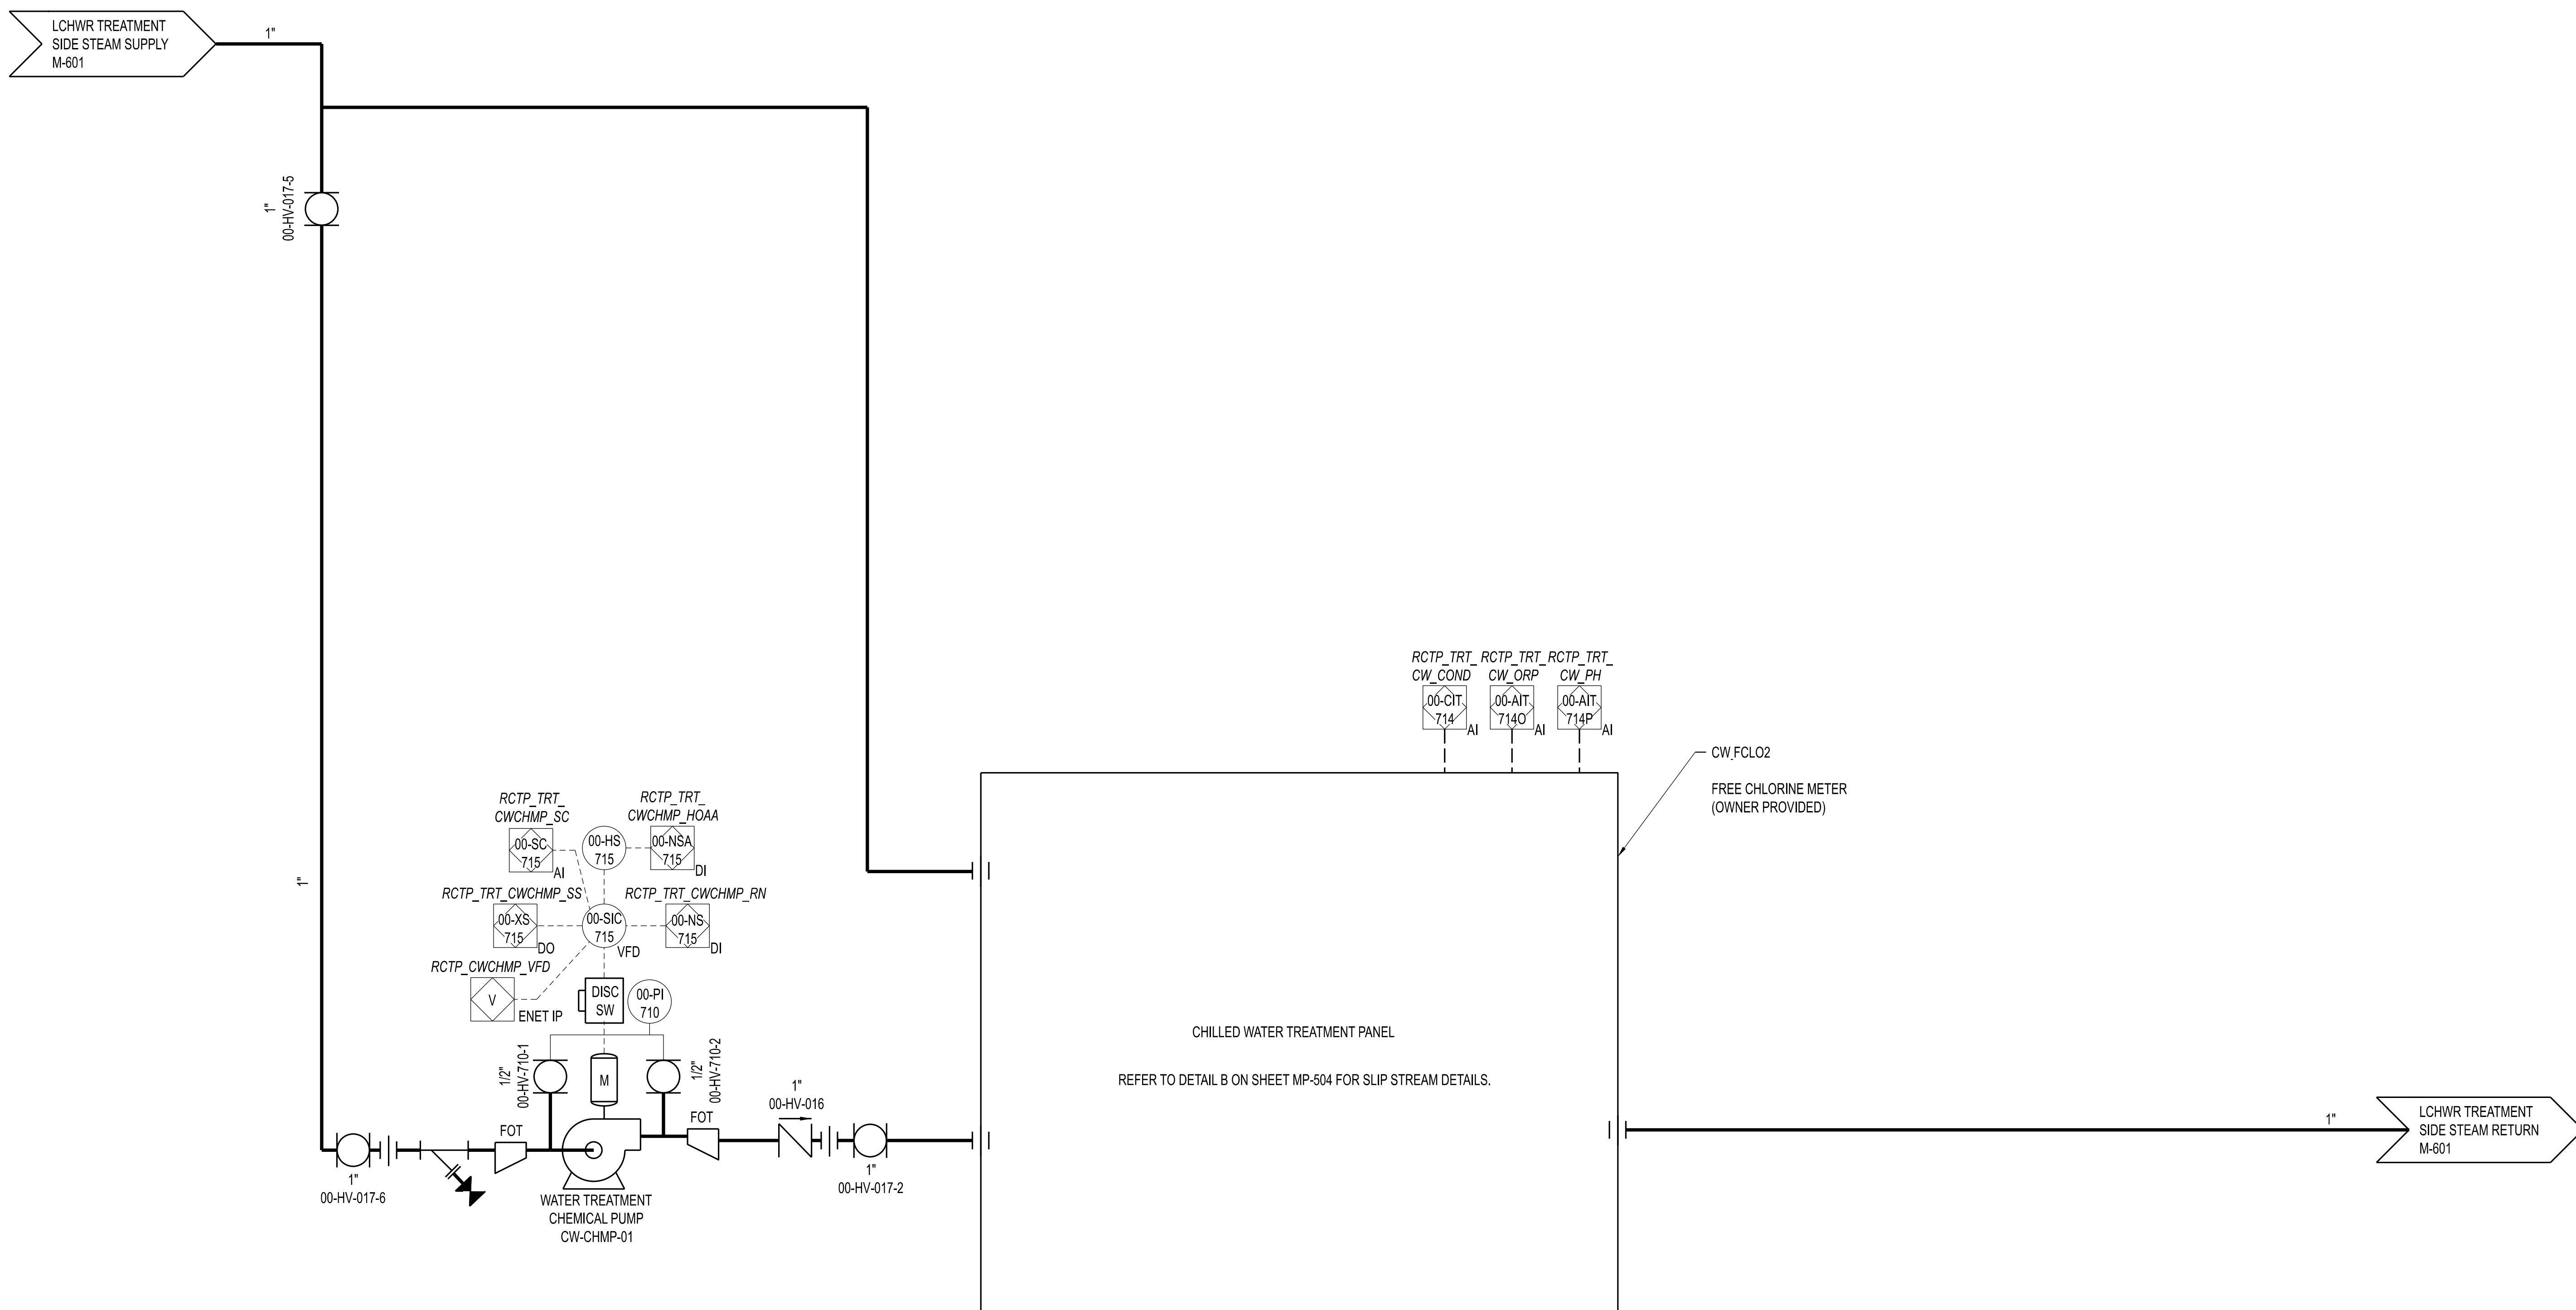 LCHWR TREATMENT
SIDE STEAM SUPPLY
M-601
1"
1"
00-HV-017-5
1"
RCTP_TRT_
CW_COND
00-CIT
714
AI
RCTP_TRT_
CW_ORP
00-AIT
714O
AI
RCTP_TRT_
CW_PH
00-AIT
714P
AI
CW_FCLO2
FREE CHLORINE METER
(OWNER PROVIDED)
RCTP_TRT_
CWCHMP_SC
00-SC
715
AI
00-HS
715
RCTP_TRT_
CWCHMP_HOAA
00-NSA
715
DI
RCTP_TRT_CWCHMP_SS
00-XS
715
DO
00-SIC
715
VFD
RCTP_TRT_CWCHMP_RN
00-NS
715
DI
RCTP_CWCHMP_VFD
V
ENET IP
DISC
SW
00-PI
710
1/2"
00-HV-710-1
M
1/2"
00-HV-710-2
FOT
FOT
1"
00-HV-016
1"
00-HV-017-6
1"
00-HV-017-2
WATER TREATMENT
CHEMICAL PUMP
CW-CHMP-01
CHILLED WATER TREATMENT PANEL
REFER TO DETAIL B ON SHEET MP-504 FOR SLIP STREAM DETAILS.
1"
LCHWR TREATMENT
SIDE STEAM RETURN
M-601